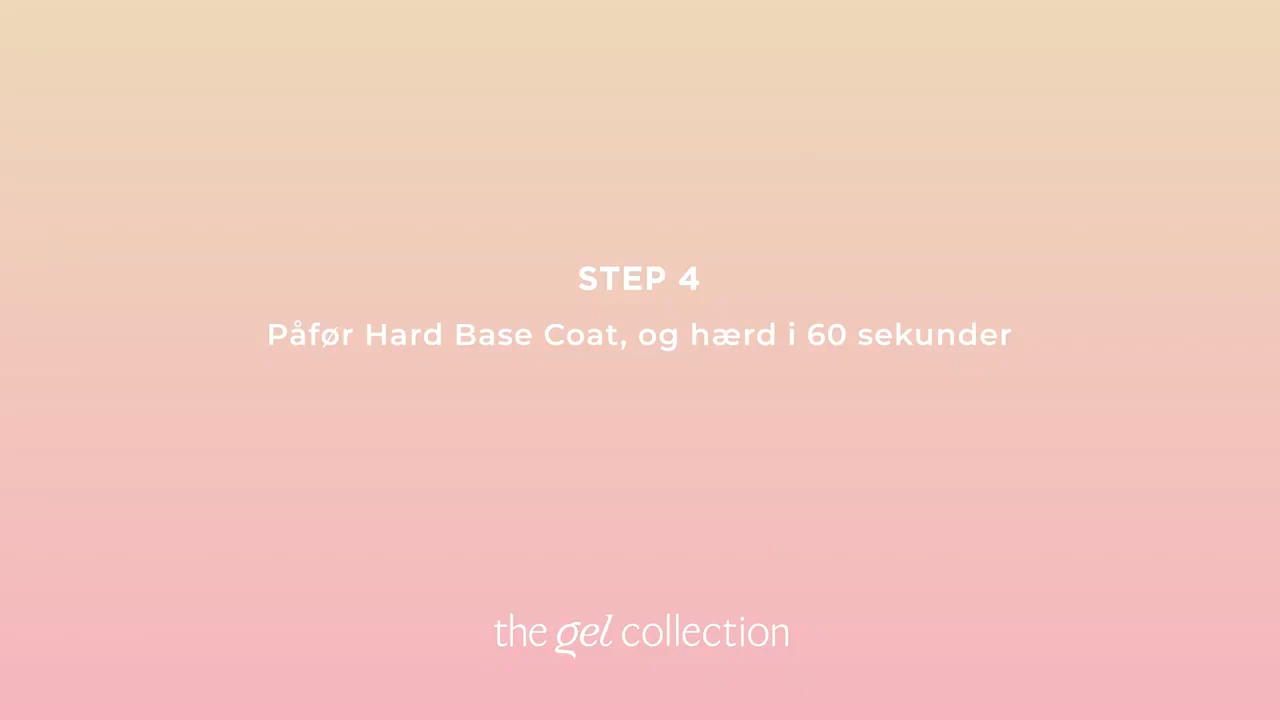 STEP 4
Påfør Hard Base Coat, og hærd i 60 sekunder
the gel collection